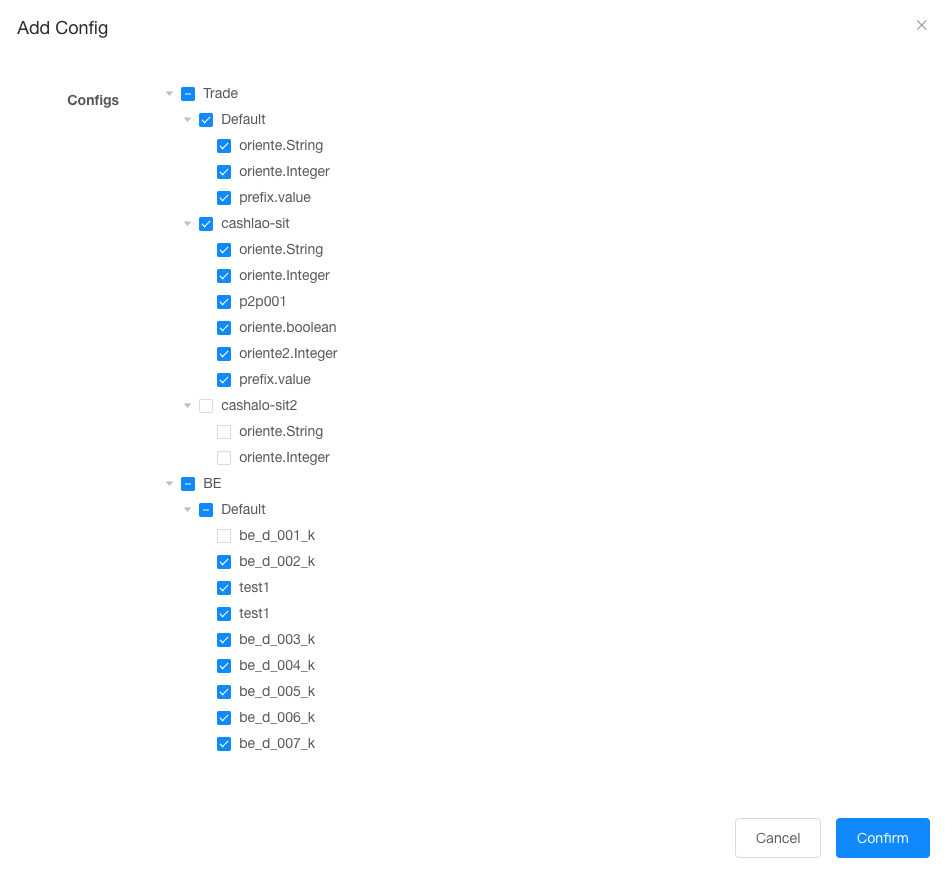 Add Config
Configs
Trade
Default
oriente.String
oriente.Integer
prefix.value
cashlao-sit
oriente.String
oriente.Integer
p2p001
oriente.boolean
oriente2.Integer
prefix.value
cashalo-sit2
oriente.String
oriente.Integer
BE
Default
be_d_001_k
be_d_002_k
test1
test1
be_d_003_k
be_d_004_k
be_d_005_k
be_d_006_k
be_d_007_k
Cancel
Confirm